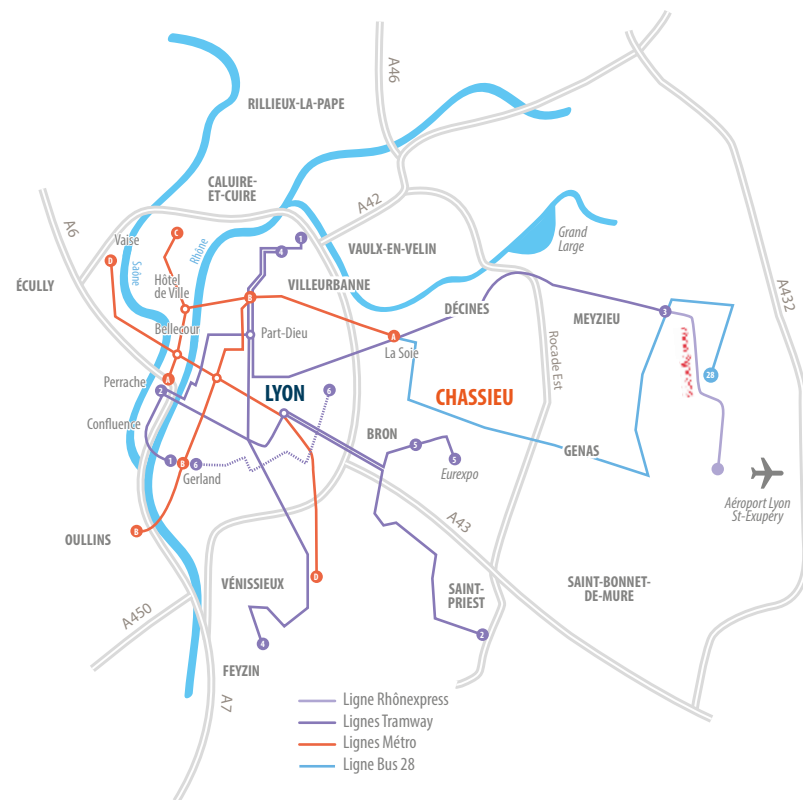 A46
RILLIEUX-LA-PAPE
CALUIRE-
ET-CUIRE
A42
A6
Vaise
C
D
Rhône
Saône
1
4
VAULX-EN-VELIN
Grand
Large
A432
ÉCULLY
Hôtel
de Ville
B
VILLEURBANNE
DÉCINES
MEYZIEU
3
Bellecour
Part-Dieu
A
La Soie
Rocade Est
28
Perrache
A
2
LYON
6
CHASSIEU
Confluence
BRON
5
5
Eurexpo
GENAS
1
B
6
Gerland
Aéroport Lyon
St-Exupéry
B
OULLINS
A43
D
VÉNISSIEUX
SAINT-
PRIEST
SAINT-BONNET-
DE-MURE
A450
4
2
FEYZIN
A7
Ligne Rhônexpress
Lignes Tramway
Lignes Métro
Ligne Bus 28